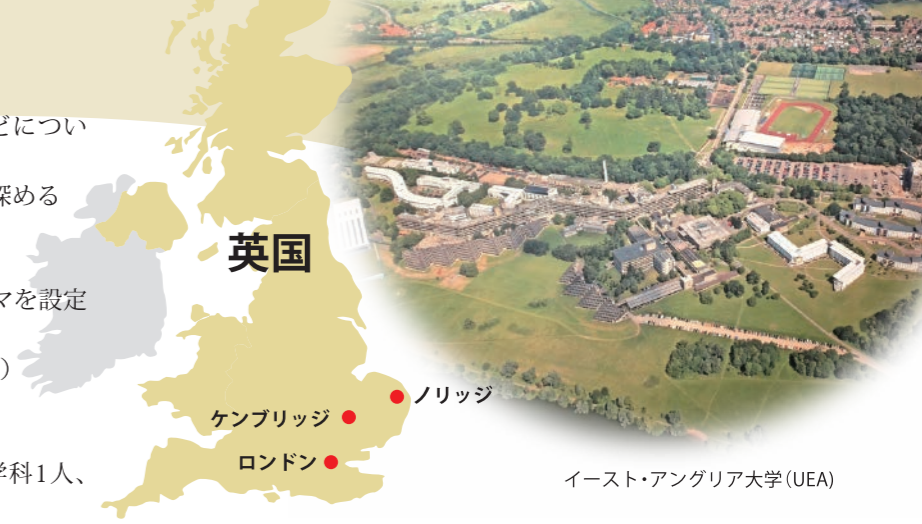 どについ
深める
英国
マを設定
)
ノリッジ
ケンブリッジ
ロンドン
学科1人、
イースト・アングリア大学(UEA)